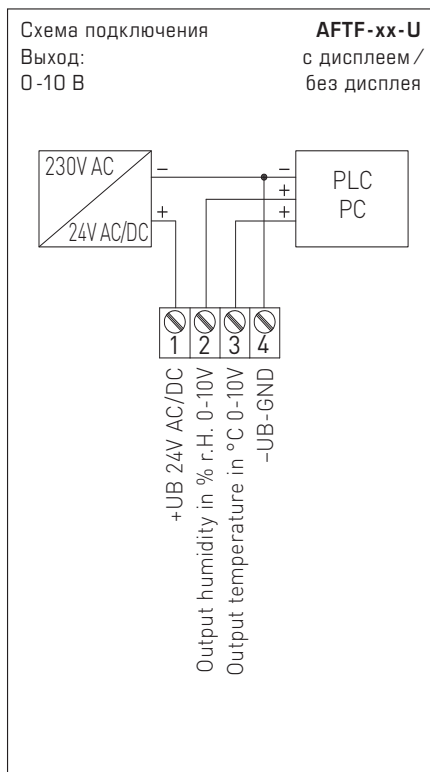 Схема подключения
Выход:
0-10 В
AFTF-xx-U
с дисплеем /
без дисплея
230V AC
24V AC/DC
−
+
−
+
+
PLC
PC
1 2 3 4
+UB 24V AC/DC
Output humidity in % r.H. 0-10V
Output temperature in °C 0-10V
–UB-GND